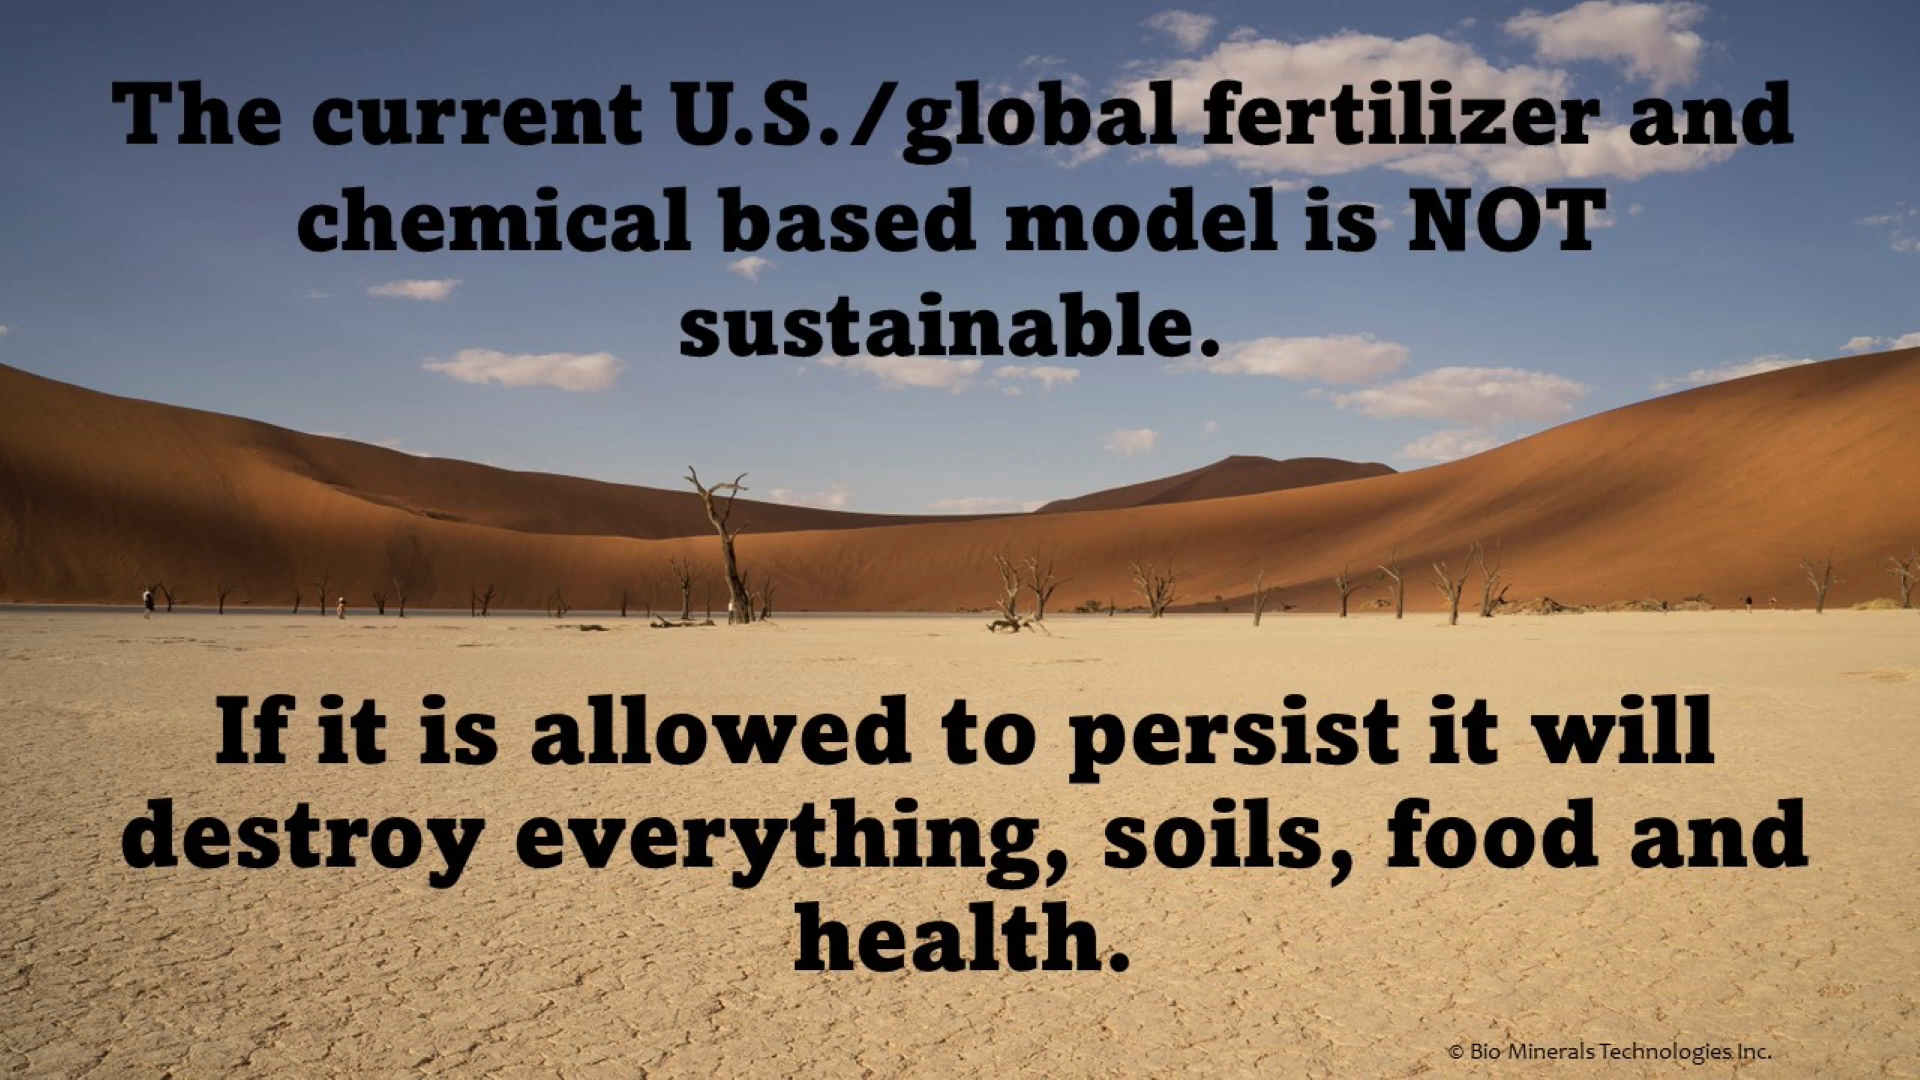 The current U.S./global fertilizer and
chemical based model is NOT
sustainable.
If it is allowed to persist it will
destroy everything, soils, food and
health.
© Bio Minerals Technologies Inc.